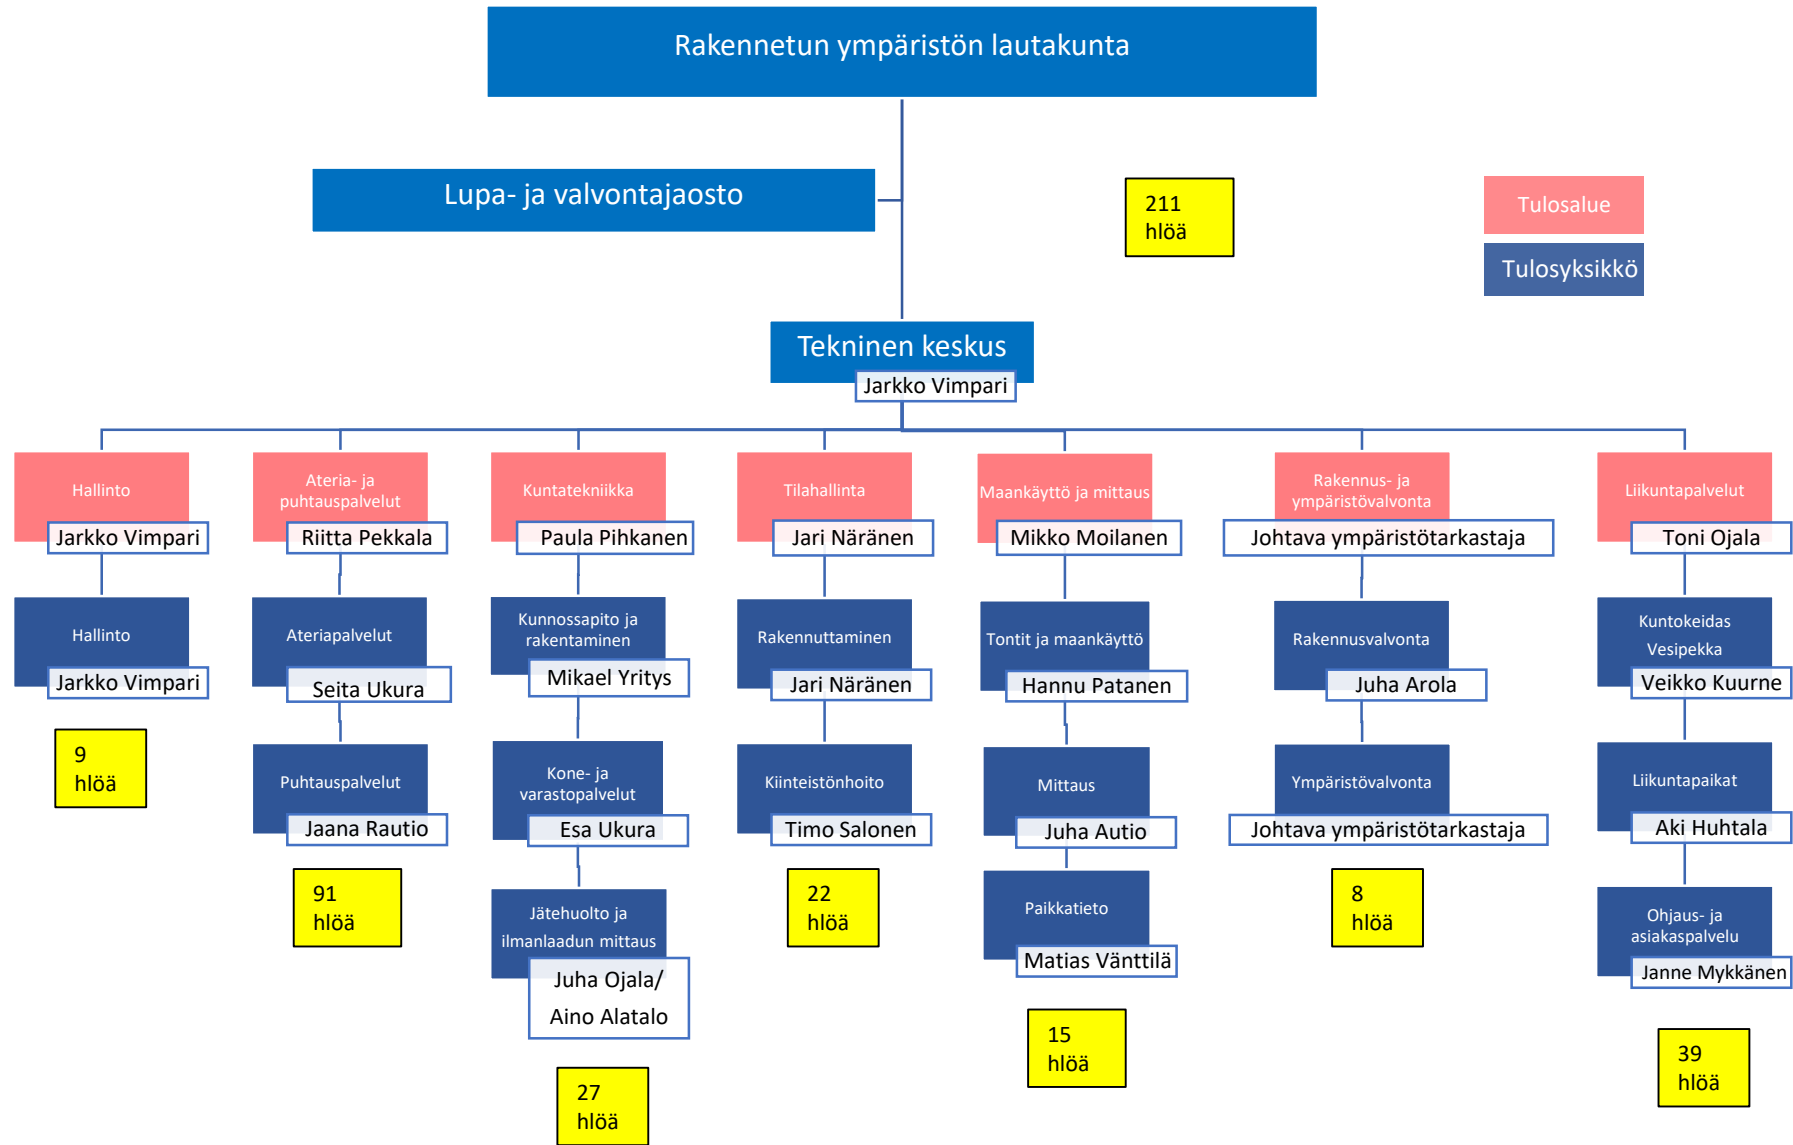 Rakennetun ympäristön lautakunta
Lupa- ja valvontajaosto
211
hlöä
Tulosalue
Tulosyksikkö
Tekninen keskus
Jarkko Vimpari
Hallinto
Jarkko Vimpari
Hallinto
Jarkko Vimpari
9
hlöä
Ateria- ja
puhtauspalvelut
Riitta Pekkala
Ateriapalvelut
Seita Ukura
Puhtauspalvelut
Jaana Rautio
91
hlöä
Kuntatekniikka
Paula Pihkanen
Kunnossapito ja
rakentaminen
Mikael Yritys
Kone- ja
varastopalvelut
Esa Ukura
Jätehuolto ja
ilmanlaadun mittaus
Juha Ojala/
Aino Alatalo
27
hlöä
Tilahallinta
Jari Näränen
Rakennuttaminen
Jari Näränen
Kiinteistönhoito
Timo Salonen
22
hlöä
Maankäyttö ja mittaus
Mikko Moilanen
Tontit ja maankäyttö
Hannu Patanen
Mittaus
Juha Autio
Paikkatieto
Matias Vänttilä
15
hlöä
Rakennus- ja
ympäristövalvonta
Johtava ympäristötarkastaja
Rakennusvalvonta
Juha Arola
Ympäristövalvonta
Johtava ympäristötarkastaja
8
hlöä
Liikuntapalvelut
Toni Ojala
Kuntokeidas
Vesipekka
Veikko Kuurne
Liikuntapaikat
Aki Huhtala
Ohjaus- ja
asiakaspalvelu
Janne Mykkänen
39
hlöä